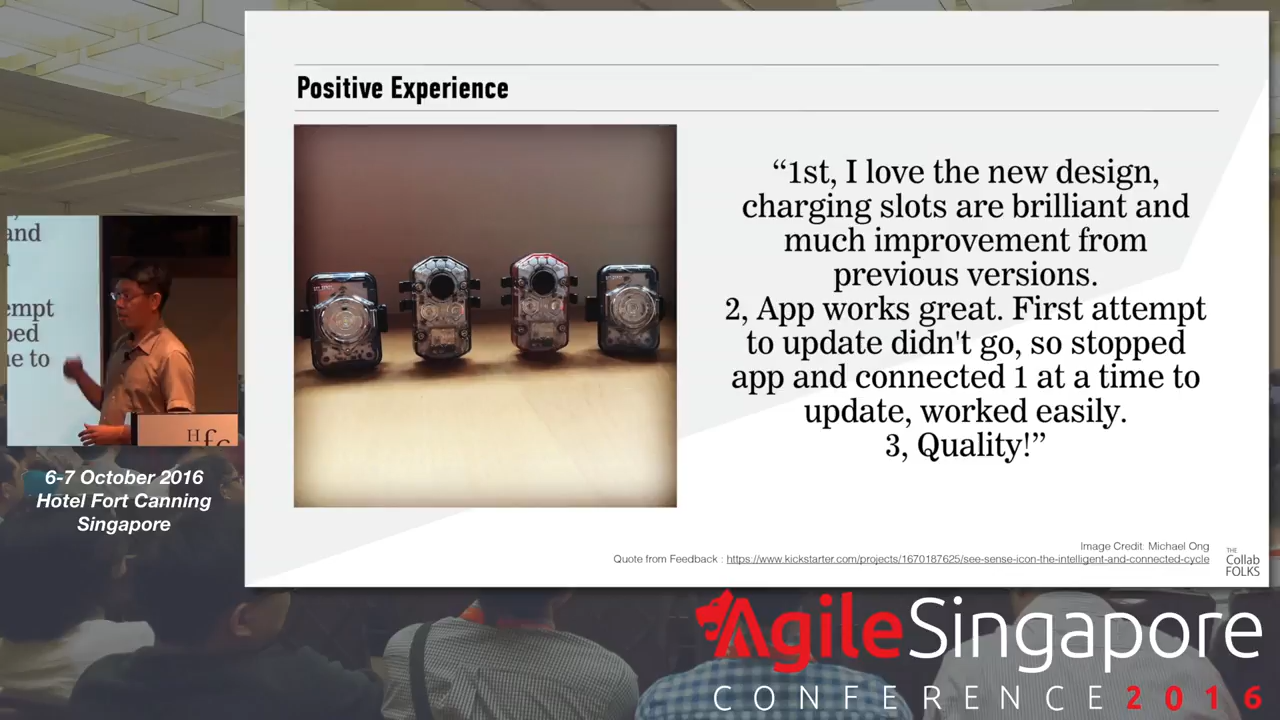 Positive Experience
“1st, I love the new design,
charging slots are brilliant and
much improvement from
previous versions.
2, App works great. First attempt
to update didn't go, so stopped
app and connected 1 at a time to
update, worked easily.
3, Quality!”
Image Credit: Michael Ong
Quote from Feedback : https://www.kickstarter.com/projects/1670187625/see-sense-icon-the-intelligent-and-connected-cycle
THE
Collab
FOLKS
and
empt
to
Hfc
6-7 October 2016
Hotel Fort Canning
Singapore
AgileSingapore
CONFERENCE 2016